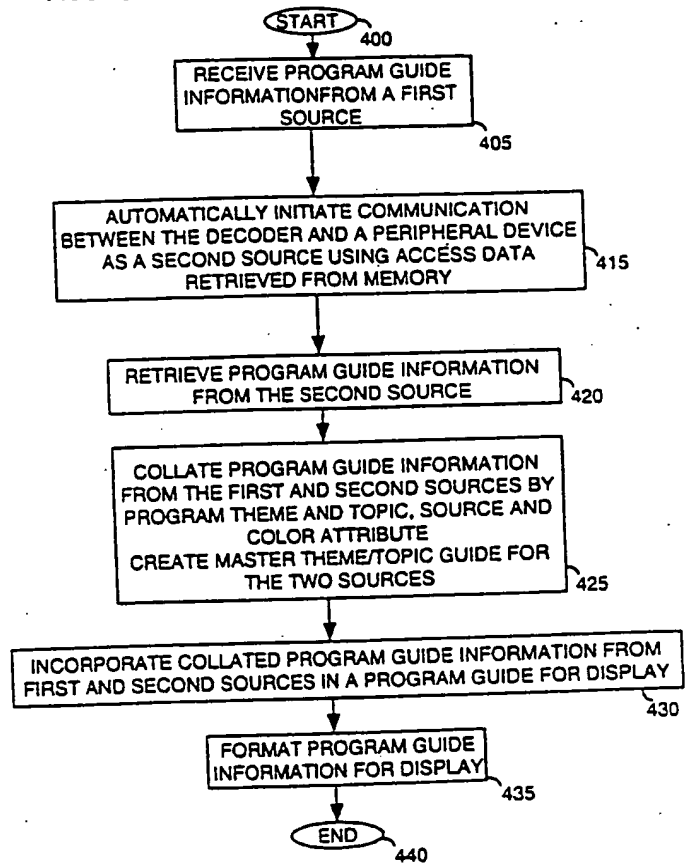 START
400
RECEIVE PROGRAM GUIDE
INFORMATIONFROM A FIRST
SOURCE
405
AUTOMATICALLY INITIATE COMMUNICATION
BETWEEN THE DECODER AND A PERIPHERAL DEVICE
AS A SECOND SOURCE USING ACCESS DATA
RETRIEVED FROM MEMORY
415
RETRIEVE PROGRAM GUIDE INFORMATION
FROM THE SECOND SOURCE
420
COLLATE PROGRAM GUIDE INFORMATION
FROM THE FIRST AND SECOND SOURCES BY
PROGRAM THEME AND TOPIC, SOURCE AND
COLOR ATTRIBUTE
CREATE MASTER THEME/TOPIC GUIDE FOR
THE TWO SOURCES
425
INCORPORATE COLLATED PROGRAM GUIDE INFORMATION FROM
FIRST AND SECOND SOURCES IN A PROGRAM GUIDE FOR DISPLAY
430
FORMAT PROGRAM GUIDE
INFORMATION FOR DISPLAY
435
END
440